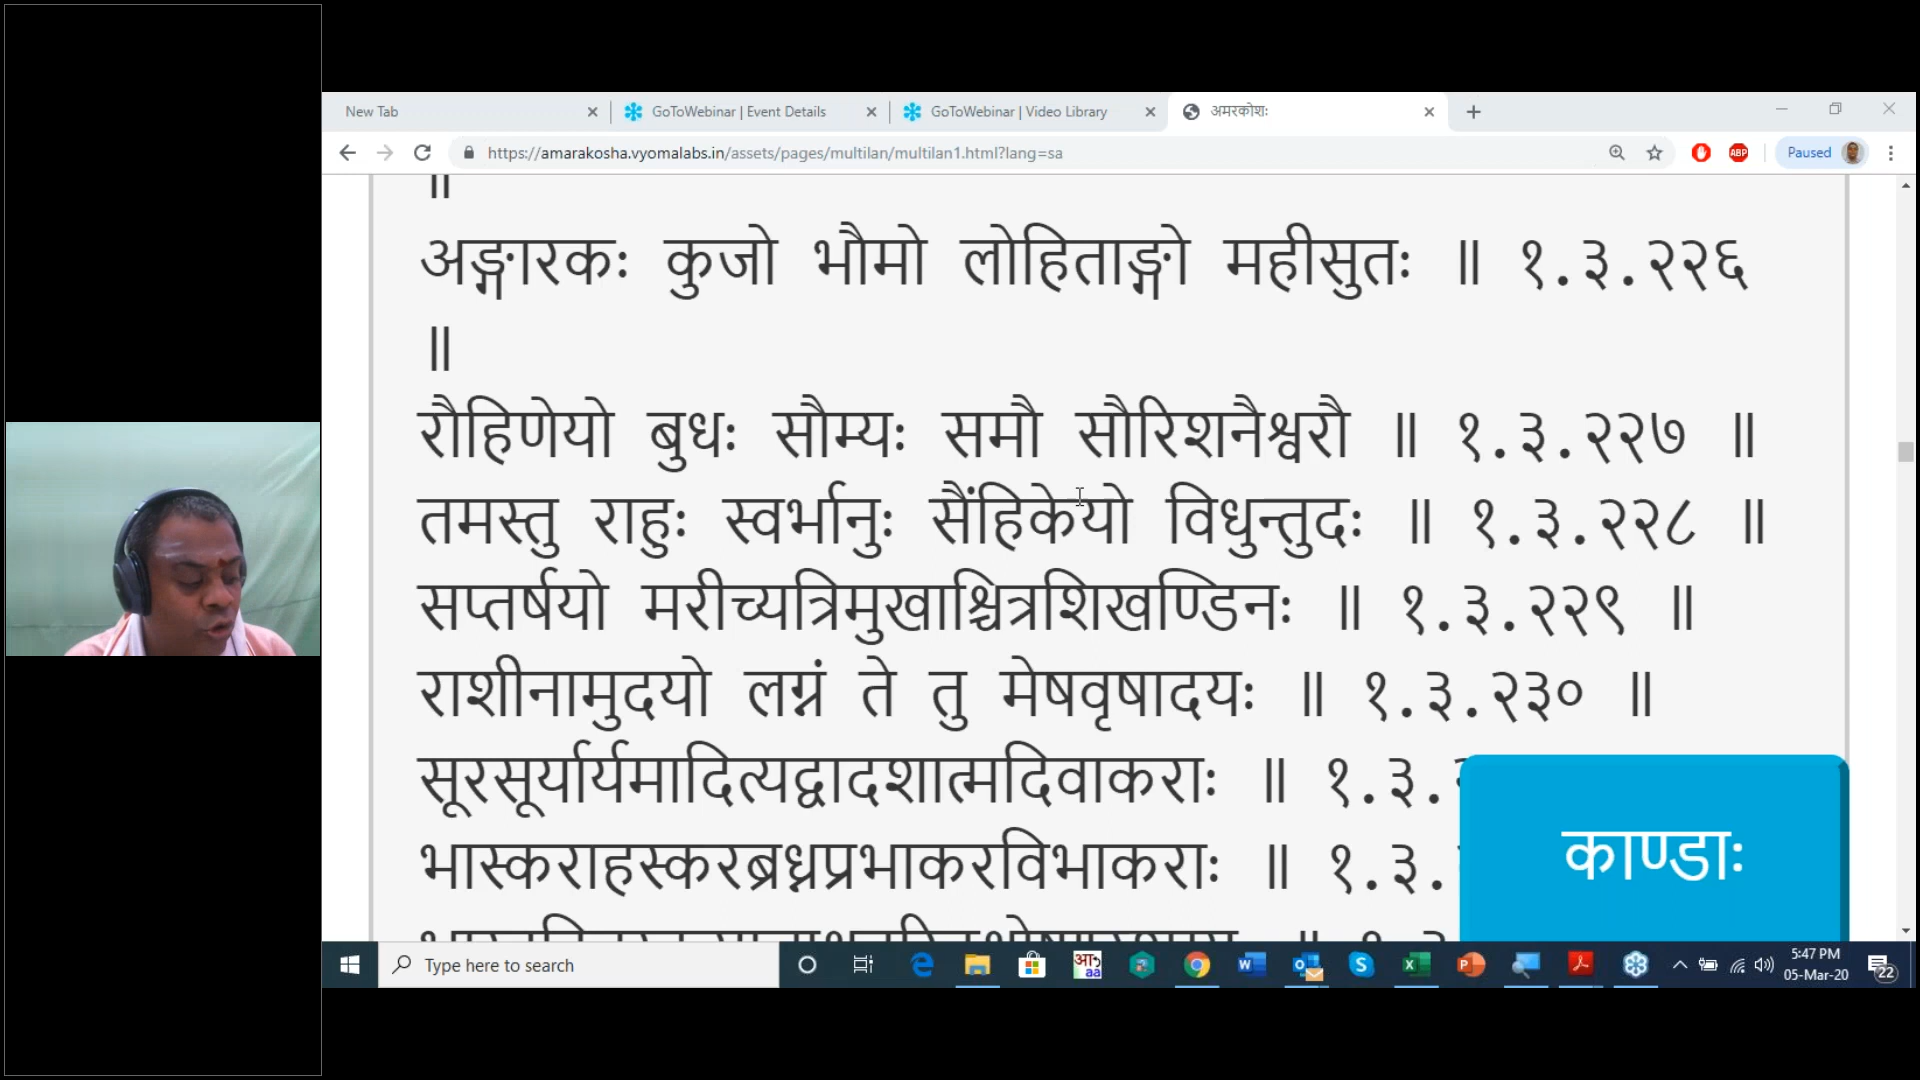 New Tab
GoToWebinar | Event Details
GoToWebinar | Video Library
अमरकोशः
https://amarakosha.vyomalabs.in/assets/pages/multilan/multilan1.html?lang=sa
ABP
Paused
॥
अङ्गारकः कुजो भौमो लोहिताङ्गो महीसुतः ॥ १.३.२२६
॥
रौहिणेयो बुधः सौम्यः समौ सौरिशनैश्वरौ ॥ १.३.२२७ ॥
तमस्तु राहुः स्वर्भानुः सैंहिकेयो विधुन्तुदः ॥ १.३.२२८ ॥
सप्तर्षयो मरीच्यत्रिमुखाश्चित्रशिखण्डिनः ॥ १.३.२२९ ॥
राशीनामुदयो लग्नं ते तु मेषवृषादयः ॥ १.३.२३० ॥
सूरसूर्यार्यमादित्यद्वादशात्मदिवाकराः ॥ १.३.
भास्कराहस्करब्रध्नप्रभाकरविभाकराः ॥ १.३.
काण्डाः
Type here to search
5:47 PM
05-Mar-20
22